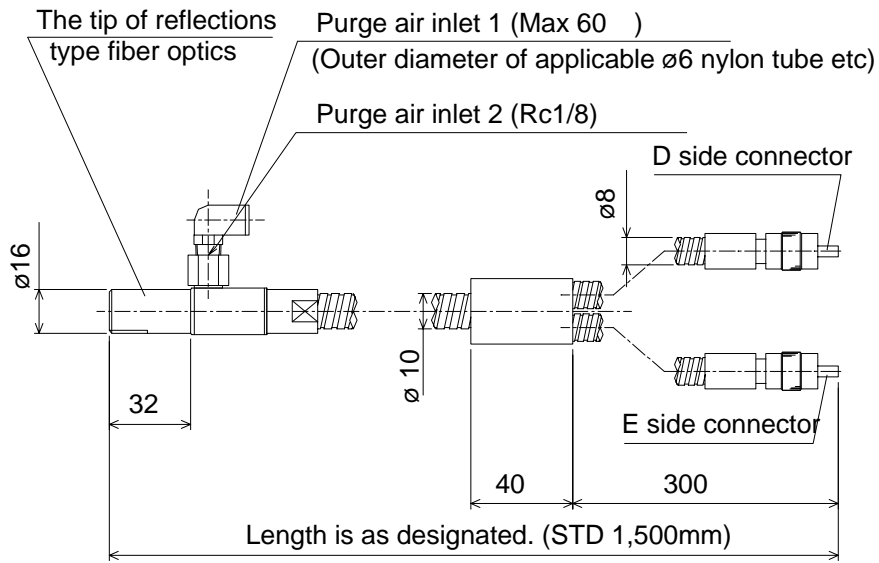 The tip of reflections
type fiber optics
Purge air inlet 1 (Max 60 )
(Outer diameter of applicable ø6 nylon tube etc)
Purge air inlet 2 (Rc1/8)
D side connector
ø8
ø16
ø 10
32
E side connector
40
300
Length is as designated. (STD 1,500mm)